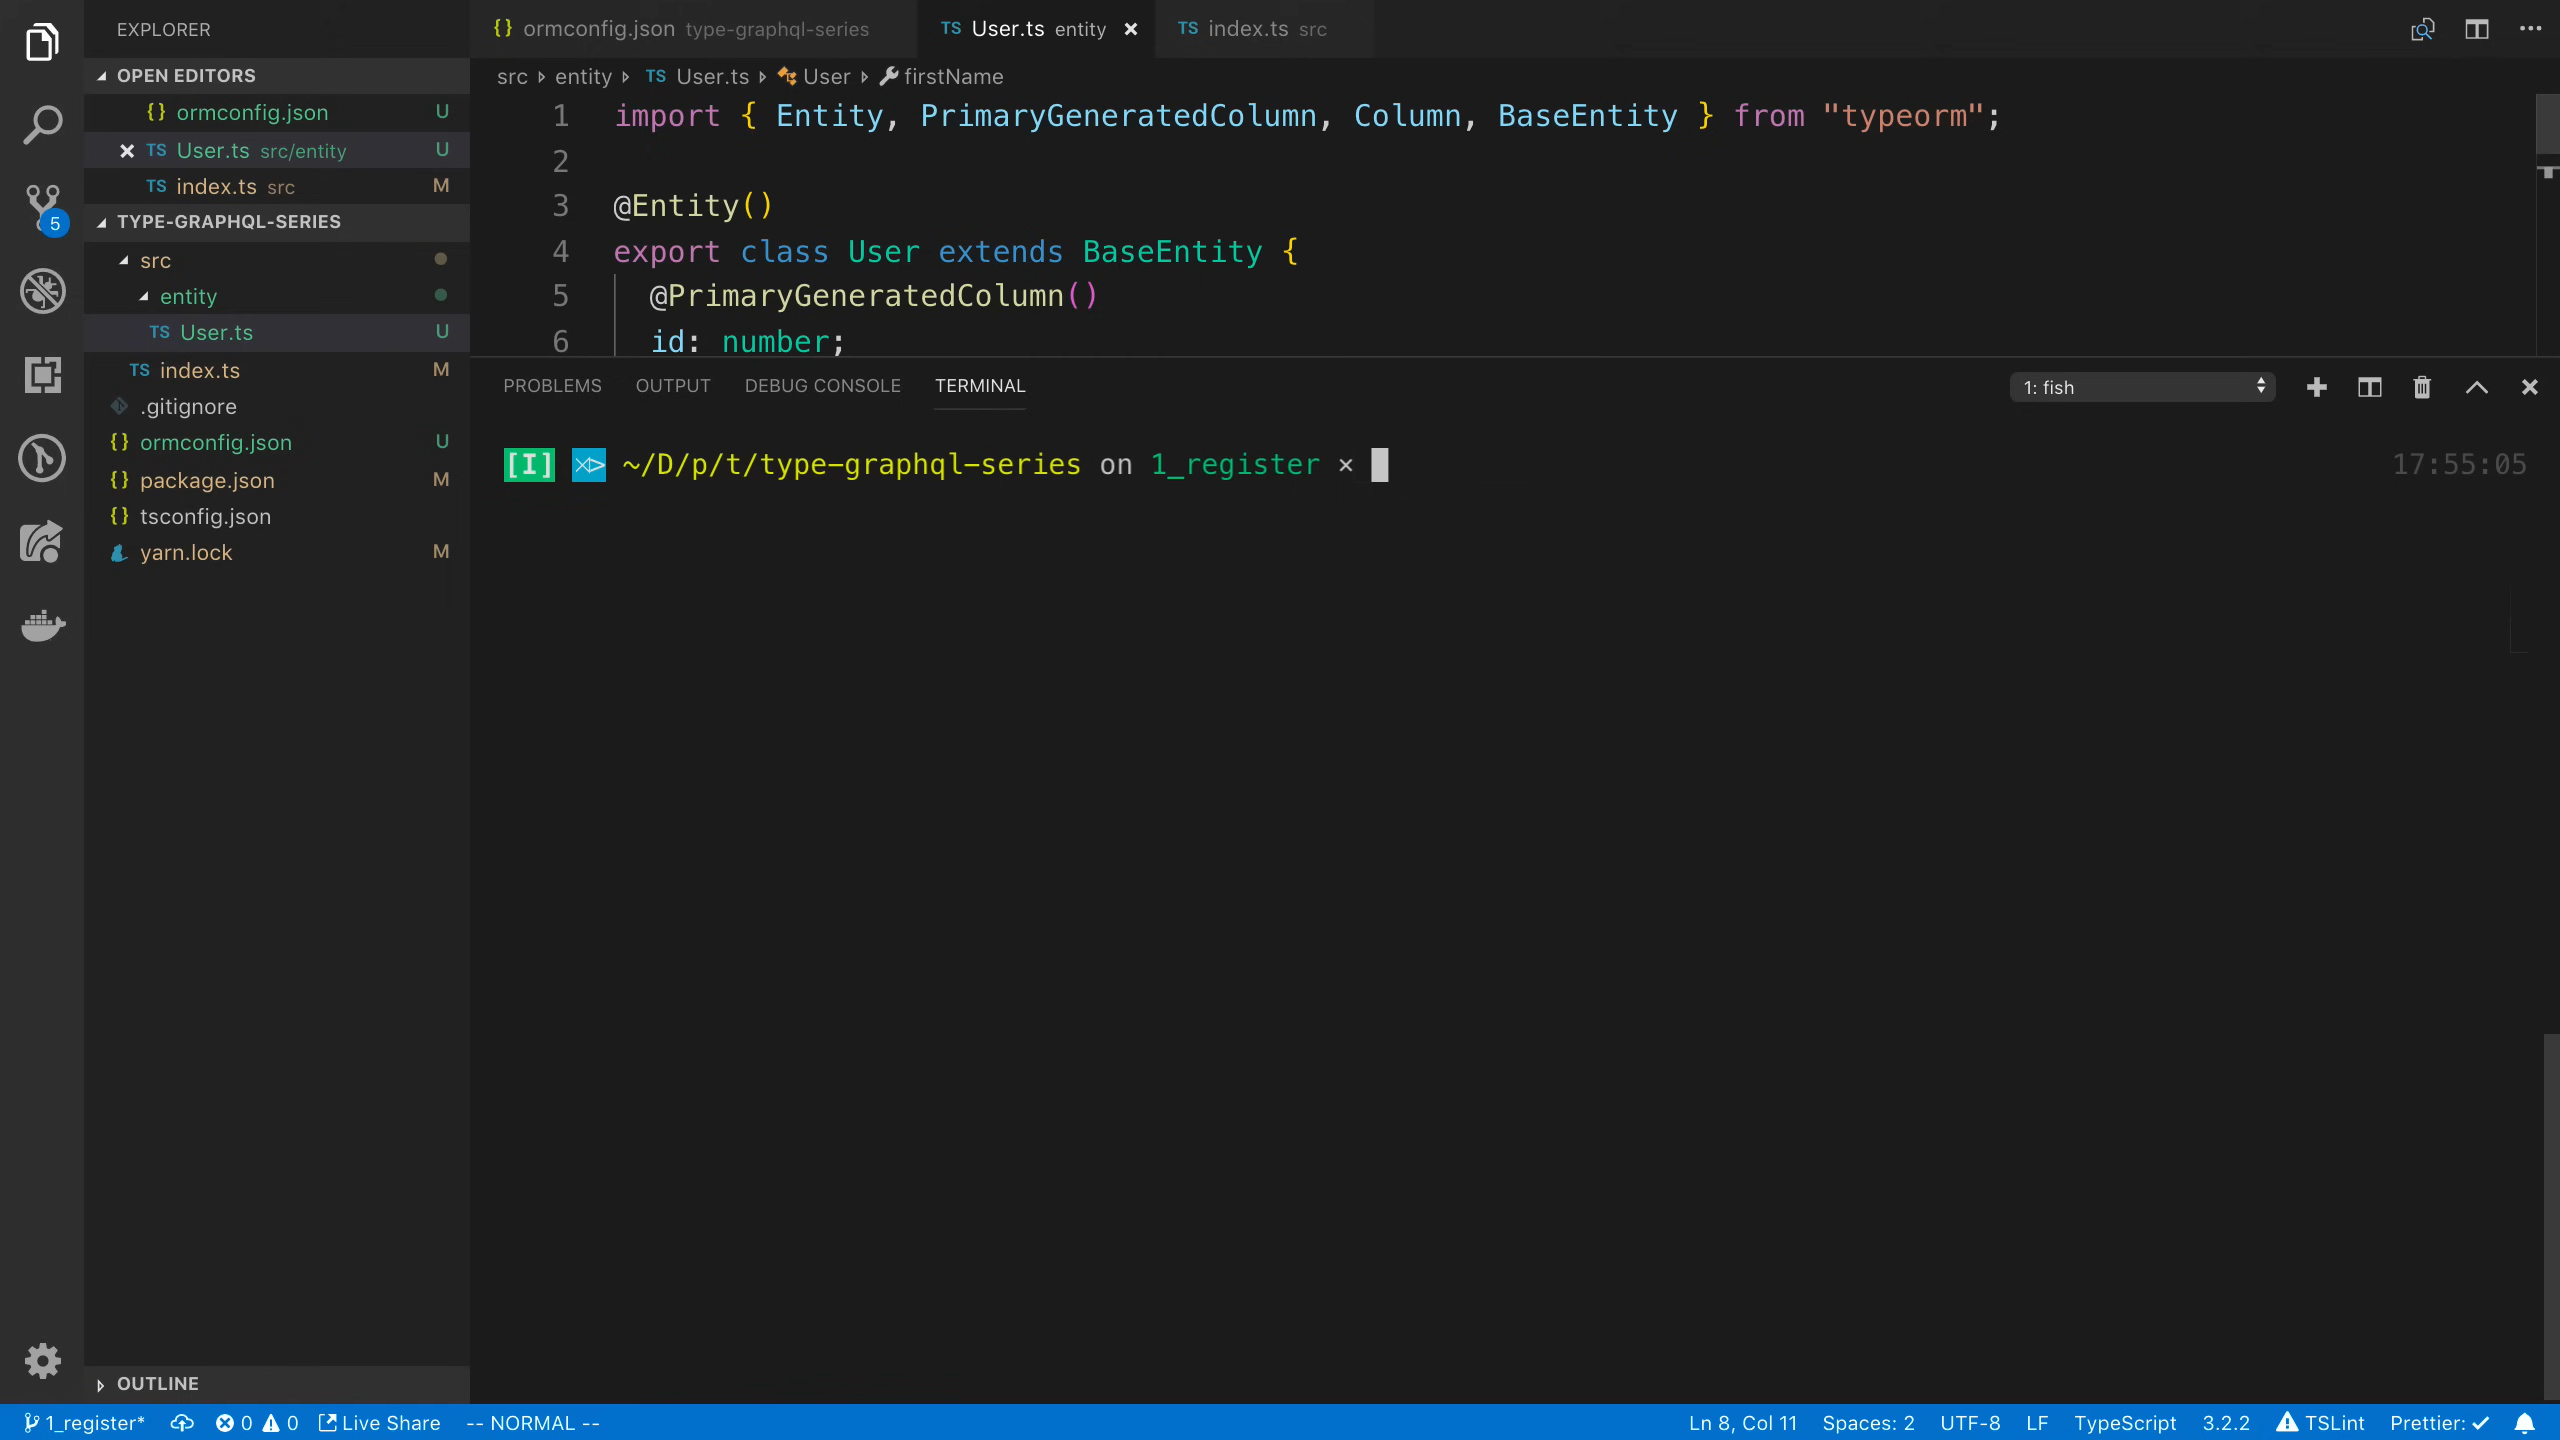 EXPLORER
OPEN EDITORS
{} ormconfig.json U
TS User.ts src/entity U
TS index.ts src M
TYPE-GRAPHQL-SERIES
src
entity
TS User.ts U
TS index.ts M
.gitignore
{} ormconfig.json U
{} package.json M
{} tsconfig.json
yarn.lock M
OUTLINE
5
{} ormconfig.json type-graphql-series
TS User.ts entity
TS index.ts src
src entity TS User.ts User firstName
1 import { Entity, PrimaryGeneratedColumn, Column, BaseEntity } from "typeorm";
2
3 @Entity()
4 export class User extends BaseEntity {
5 @PrimaryGeneratedColumn()
6 id: number;
PROBLEMS OUTPUT DEBUG CONSOLE TERMINAL 1: fish
[I] ~/D/p/t/type-graphql-series on 1_register × 17:55:05
1_register* 0 0 Live Share -- NORMAL -- Ln 8, Col 11 Spaces: 2 UTF-8 LF TypeScript 3.2.2 TSLint Prettier: ✓